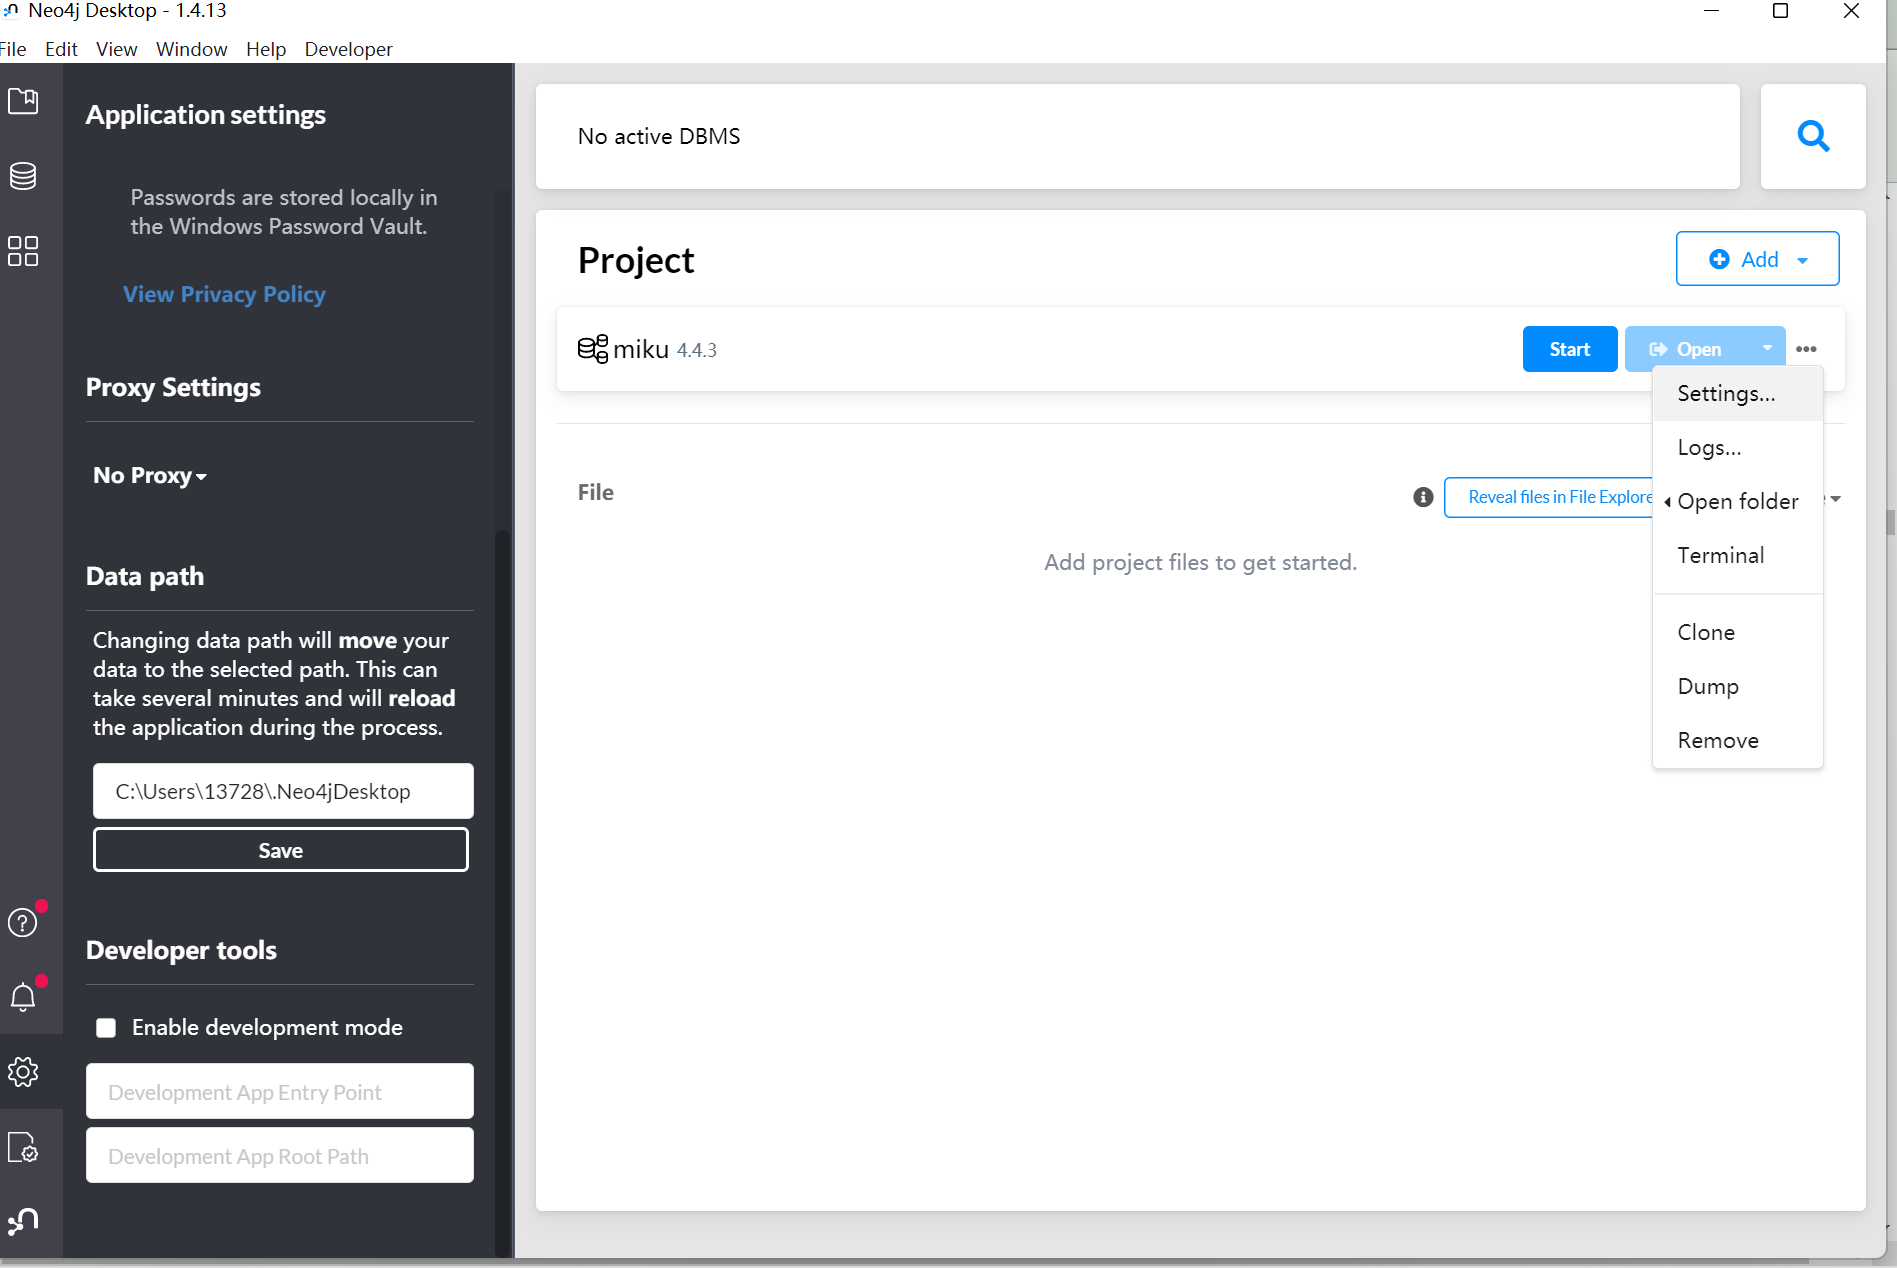 Neo4j Desktop - 1.4.13
File Edit View Window Help Developer
Application settings
Passwords are stored locally in
the Windows Password Vault.
View Privacy Policy
Proxy Settings
No Proxy
Data path
Changing data path will move your
data to the selected path. This can
take several minutes and will reload
the application during the process.
C:\Users\13728\.Neo4jDesktop
Save
Developer tools
Enable development mode
Development App Entry Point
Development App Root Path
No active DBMS
Project
Add
miku 4.4.3
Start
Open
Settings...
Logs...
Open folder
Terminal
Clone
Dump
Remove
File
Reveal files in File Explore
Add project files to get started.